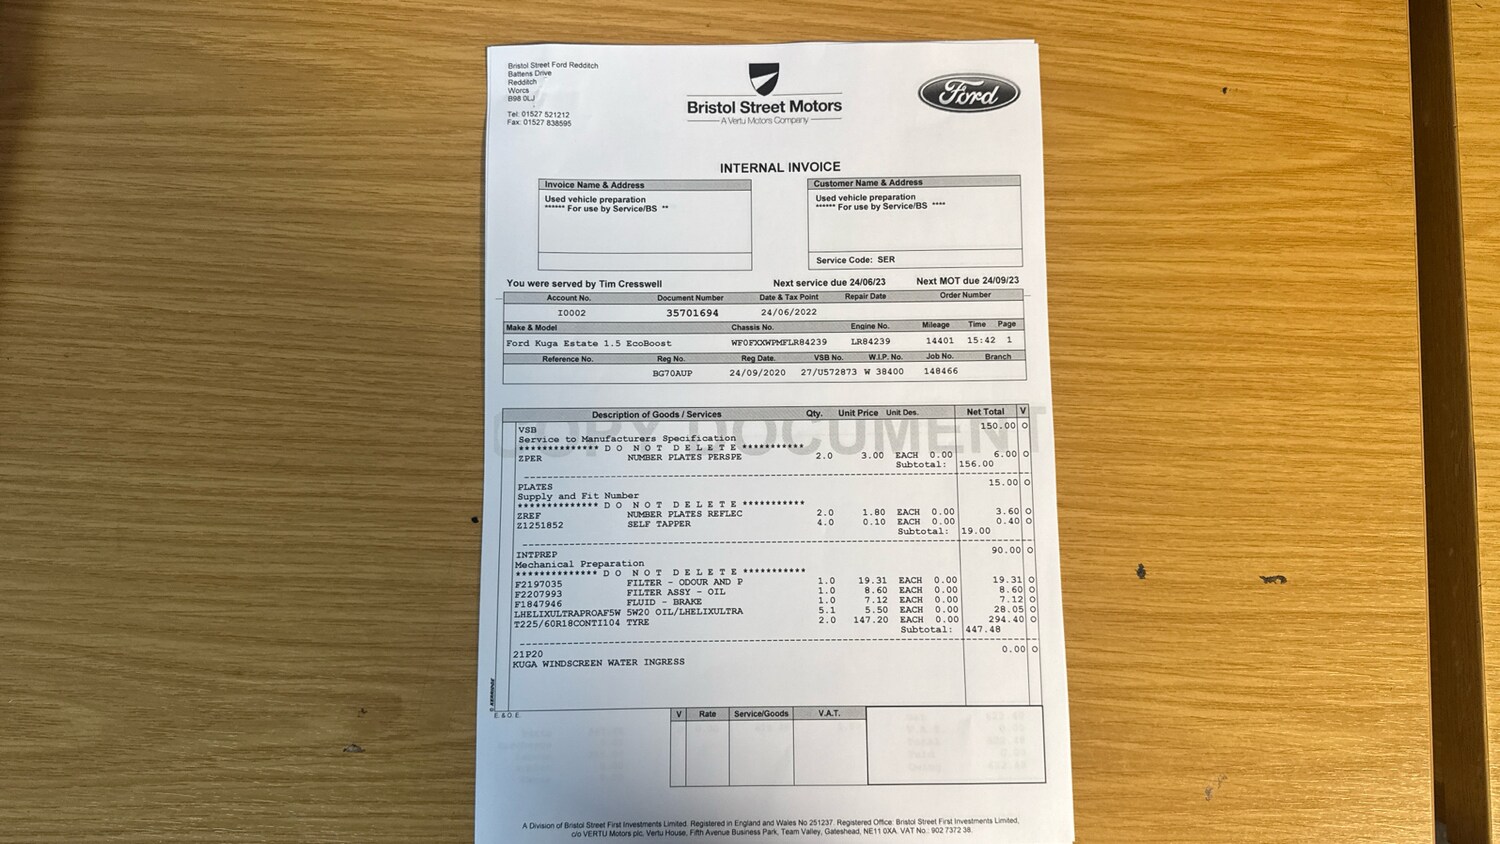 Bristol Street Ford Redditch
Battens Drive
Redditch
Worcs
B98 0LJ
Tel: 01527 521212
Fax: 01527 838595
Bristol Street Motors
A Vertu Motors Company
Ford
INTERNAL INVOICE
Invoice Name & Address
Used vehicle preparation
****** For use by Service/BS **
Customer Name & Address
Used vehicle preparation
****** For use by Service/BS ****
Service Code: SER
You were served by Tim Cresswell Next service due 24/06/23 Next MOT due 24/09/23
Account No. Document Number Date & Tax Point Repair Date Order Number
I0002 35701694 24/06/2022
Make & Model Chassis No. Engine No. Mileage Time Page
Ford Kuga Estate 1.5 EcoBoost WF0FXXWPMFLR84239 LR84239 14401 15:42 1
Reference No. Reg No. Reg Date. VSB No. W.I.P. No. Job No. Branch
BG70AUP 24/09/2020 27/U572873 W 38400 148466
COPY DOCUMENT
Description of Goods / Services Qty. Unit Price Unit Des. Net Total V
VSB 150.00 O
Service to Manufacturers Specification
************** D O N O T D E L E T E ***********
ZPER NUMBER PLATES PERSPE 2.0 3.00 EACH 0.00 6.00 O
Subtotal: 156.00
PLATES 15.00 O
Supply and Fit Number
************** D O N O T D E L E T E ***********
ZREF NUMBER PLATES REFLEC 2.0 1.80 EACH 0.00 3.60 O
Z1251852 SELF TAPPER 4.0 0.10 EACH 0.00 0.40 O
Subtotal: 19.00
INTPREP 90.00 O
Mechanical Preparation
************** D O N O T D E L E T E ***********
F2197035 FILTER - ODOUR AND P 1.0 19.31 EACH 0.00 19.31 O
F2207993 FILTER ASSY - OIL 1.0 8.60 EACH 0.00 8.60 O
F1847946 FLUID - BRAKE 1.0 7.12 EACH 0.00 7.12 O
LHELIXULTRAPROAF5W 5W20 OIL/LHELIXULTRA 5.1 5.50 EACH 0.00 28.05 O
T225/60R18CONTI104 TYRE 2.0 147.20 EACH 0.00 294.40 O
Subtotal: 447.48
21P20 0.00 O
KUGA WINDSCREEN WATER INGRESS
E. & O. E.
V Rate Service/Goods V.A.T.
A Division of Bristol Street First Investments Limited. Registered in England and Wales No 251237. Registered Office: Bristol Street First Investments Limited,
c/o VERTU Motors plc, Vertu House, Fifth Avenue Business Park, Team Valley, Gateshead, NE11 0XA. VAT No.: 902 7372 38.